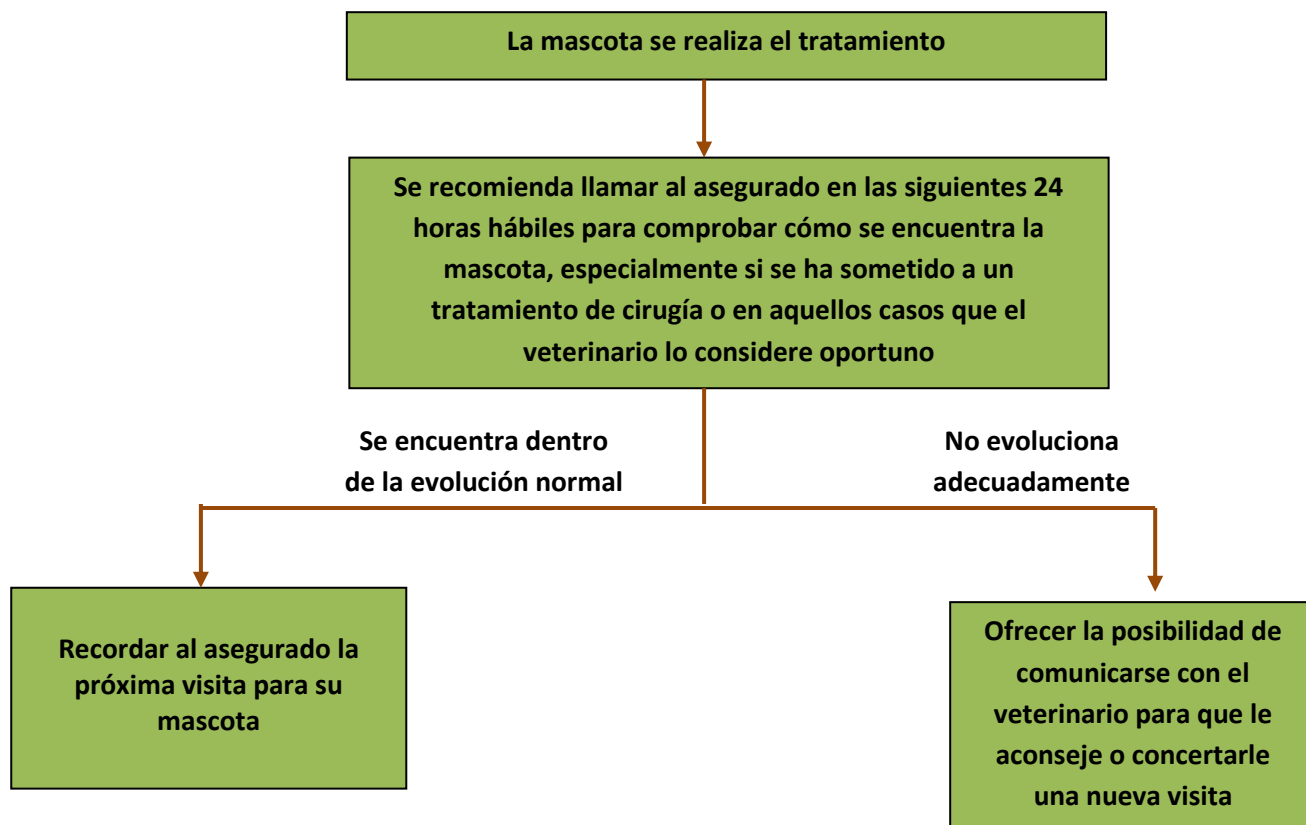 La mascota se realiza el tratamiento
Se recomienda llamar al asegurado en las siguientes 24
horas hábiles para comprobar cómo se encuentra la
mascota, especialmente si se ha sometido a un
tratamiento de cirugía o en aquellos casos que el
veterinario lo considere oportuno
Se encuentra dentro
de la evolución normal
No evoluciona
adecuadamente
Recordar al asegurado la
próxima visita para su
mascota
Ofrecer la posibilidad de
comunicarse con el
veterinario para que le
aconseje o concertarle
una nueva visita